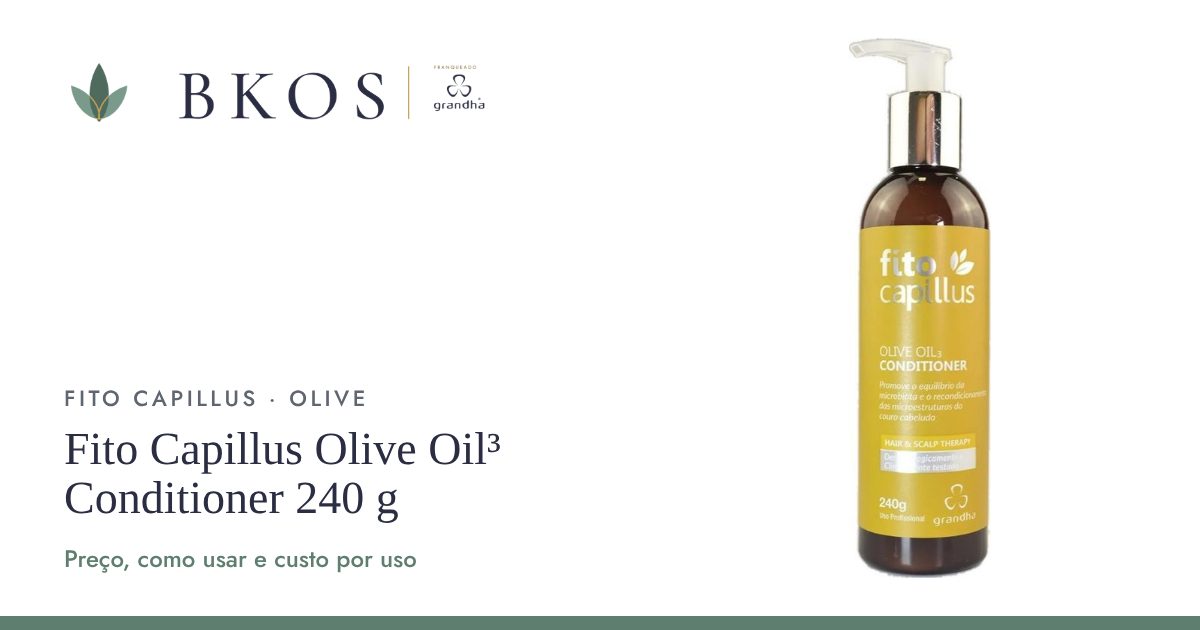 BKOS
FRANQUEADO
grandha
FITO CAPILLUS · OLIVE
Fito Capillus Olive Oil³
Conditioner 240 g
Preço, como usar e custo por uso
fito
capillus
OLIVE OIL₃
CONDITIONER
Promove o equilíbrio da
microbiota e o recondicionamento
das microestruturas do
couro cabeludo
HAIR & SCALP THERAPY
240g
Uso Profissional
grandha